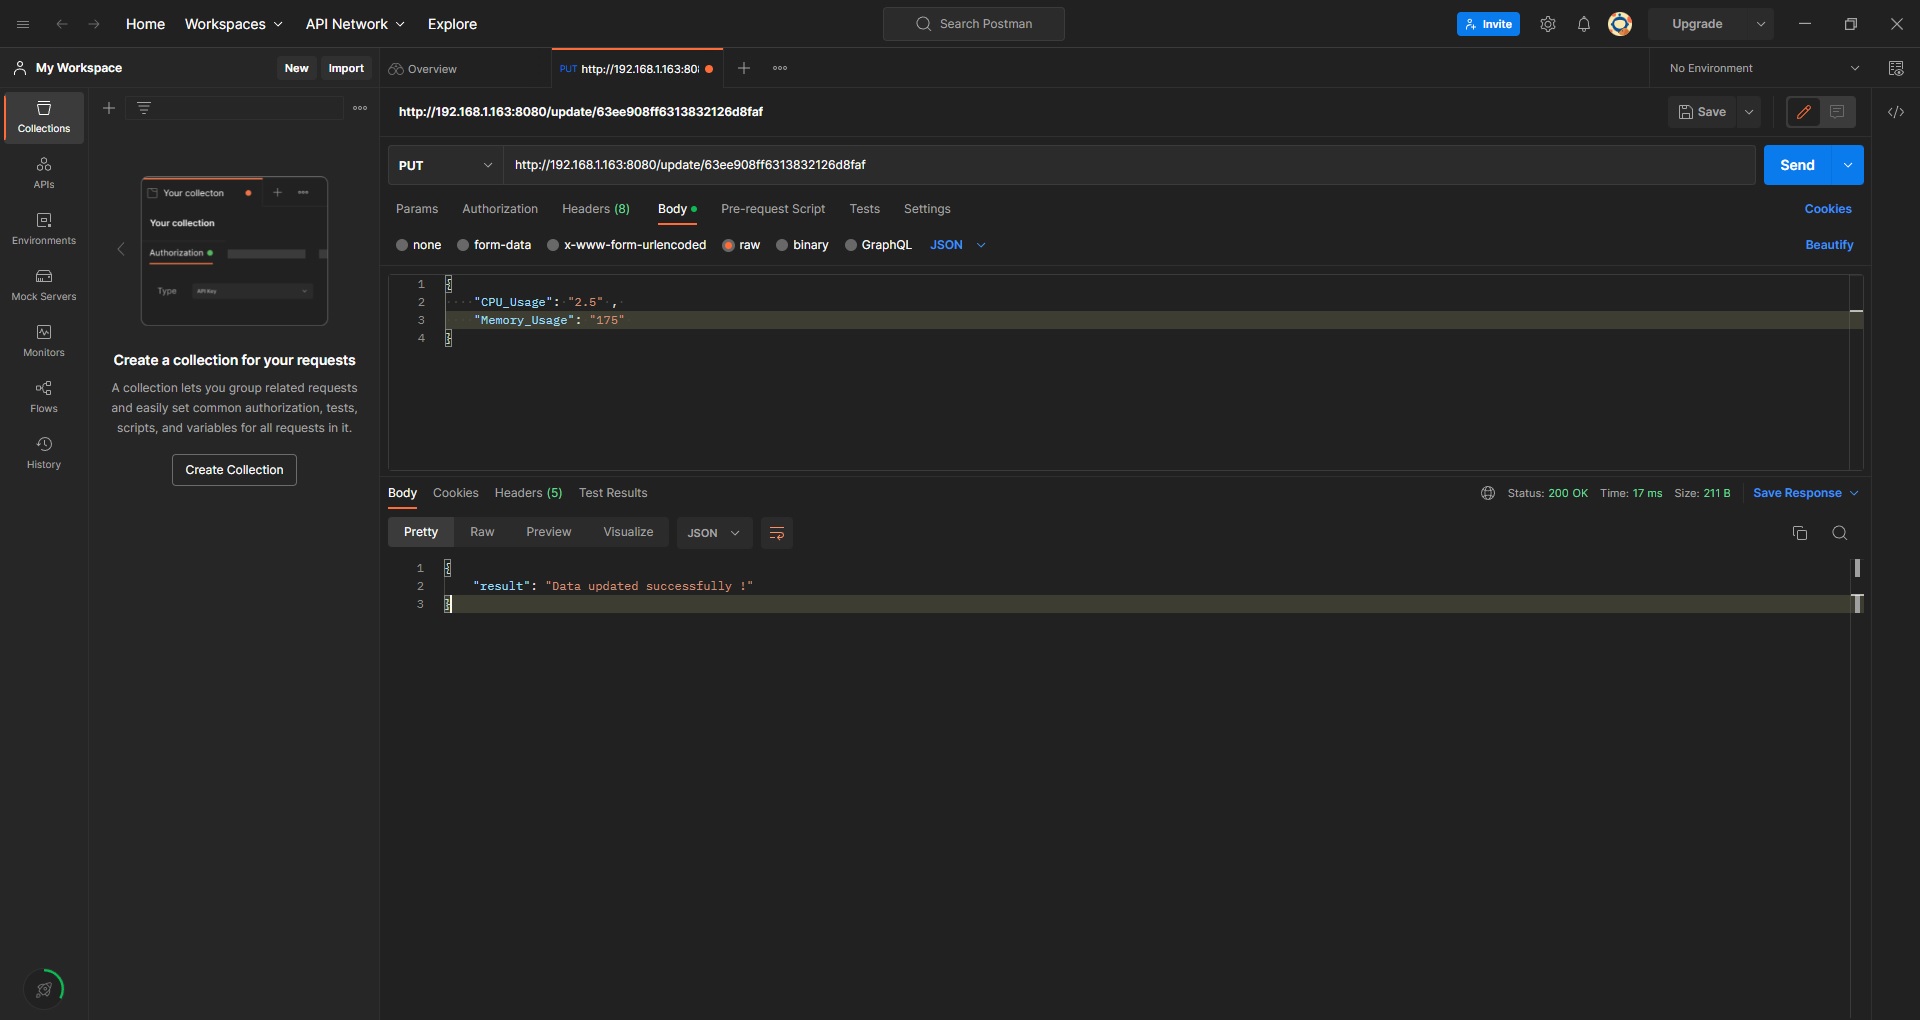 Home Workspaces API Network Explore Search Postman Invite Upgrade
My Workspace New Import Overview PUT http://192.168.1.163:80 No Environment
Collections
APIs
Environments
Mock Servers
Monitors
Flows
History
Your collecton
Your collection
Authorization
Type API Key
Create a collection for your requests
A collection lets you group related requests
and easily set common authorization, tests,
scripts, and variables for all requests in it.
Create Collection
http://192.168.1.163:8080/update/63ee908ff6313832126d8faf Save
PUT http://192.168.1.163:8080/update/63ee908ff6313832126d8faf Send
Params Authorization Headers (8) Body Pre-request Script Tests Settings Cookies
none form-data x-www-form-urlencoded raw binary GraphQL JSON Beautify
1 {
2 "CPU_Usage": "2.5" ,
3 "Memory_Usage": "175"
4 }
Body Cookies Headers (5) Test Results Status: 200 OK Time: 17 ms Size: 211 B Save Response
Pretty Raw Preview Visualize JSON
1 {
2 "result": "Data updated successfully !"
3 }